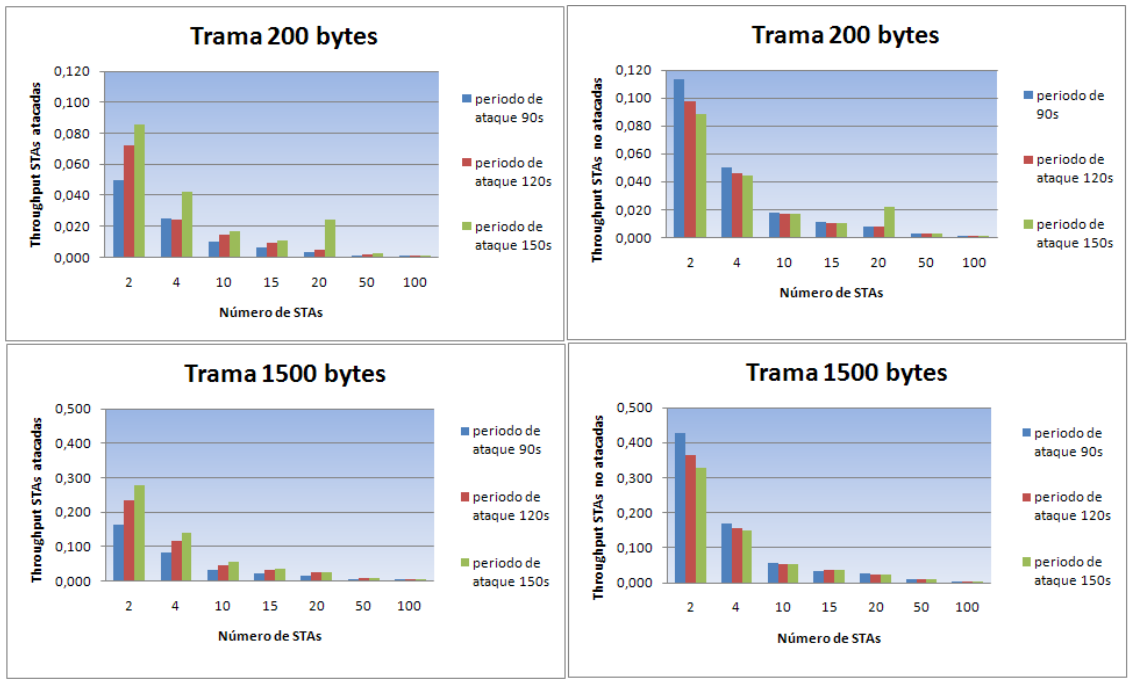 Trama 200 bytes
Throughput STAs atacadas
0,120
0,100
0,080
0,060
0,040
0,020
0,000
2 4 10 15 20 50 100
Número de STAs
periodo de
ataque 90s
periodo de
ataque 120s
periodo de
ataque 150s
Trama 200 bytes
Throughput STAs no atacadas
0,120
0,100
0,080
0,060
0,040
0,020
0,000
2 4 10 15 20 50 100
Número de STAs
periodo de
90s
periodo de
ataque 120s
periodo de
ataque 150s
Trama 1500 bytes
Throughput STAs atacadas
0,500
0,400
0,300
0,200
0,100
0,000
2 4 10 15 20 50 100
Número de STAs
periodo de
ataque 90s
periodo de
ataque 120s
periodo de
ataque 150s
Trama 1500 bytes
Throughput STAs no atacadas
0,500
0,400
0,300
0,200
0,100
0,000
2 4 10 15 20 50 100
Número de STAs
periodo de
ataque 90s
periodo de
ataque 120s
periodo de
ataque 150s